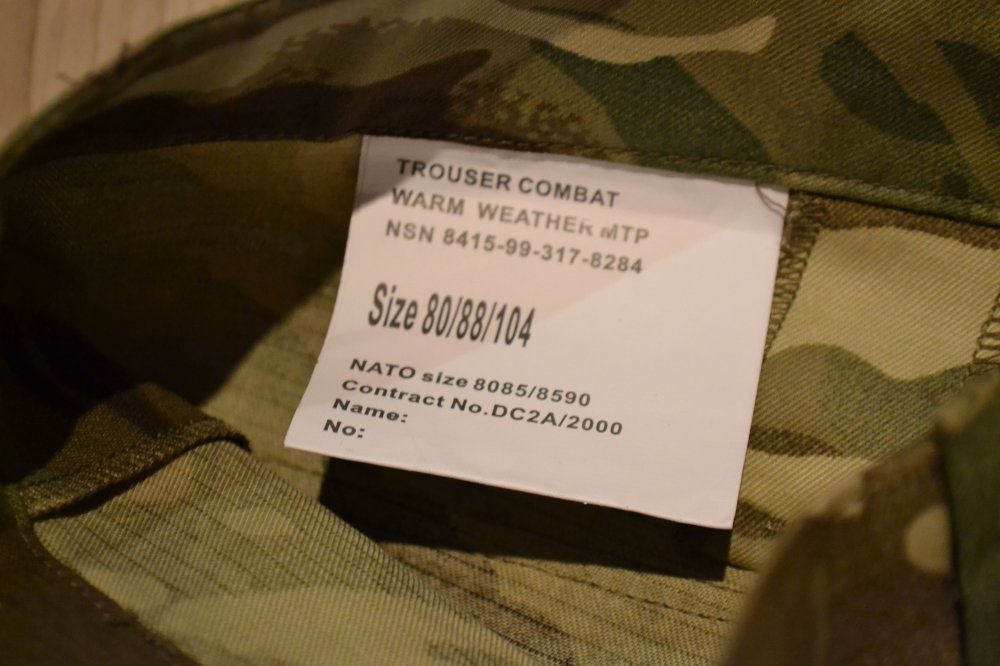 TROUSER COMBAT
WARM WEATHER MTP
NSN 8415-99-317-8284
Size 80/88/104
NATO size 8085/8590
Contract No.DC2A/2000
Name:
No: